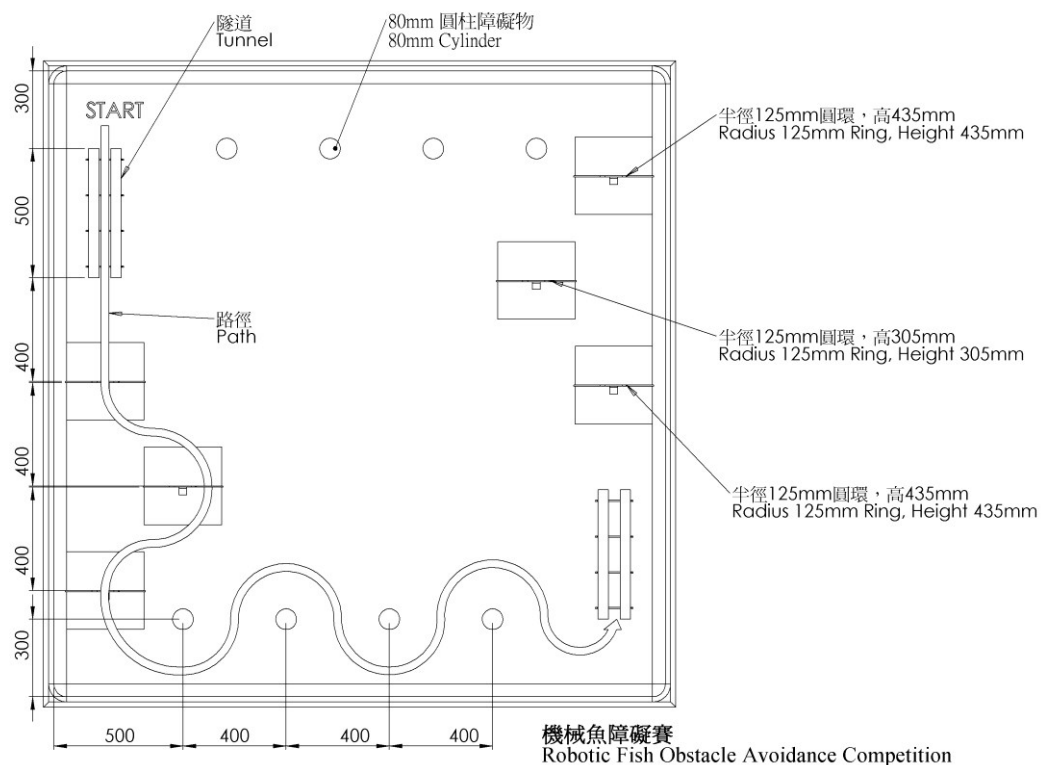 隧道
Tunnel
80mm 圓柱障礙物
80mm Cylinder
START
300
500
400
400
400
300
半徑125mm圓環，高435mm
Radius 125mm Ring, Height 435mm
路徑
Path
半徑125mm圓環，高305mm
Radius 125mm Ring, Height 305mm
半徑125mm圓環，高435mm
Radius 125mm Ring, Height 435mm
500
400
400
400
機械魚障礙賽
Robotic Fish Obstacle Avoidance Competition